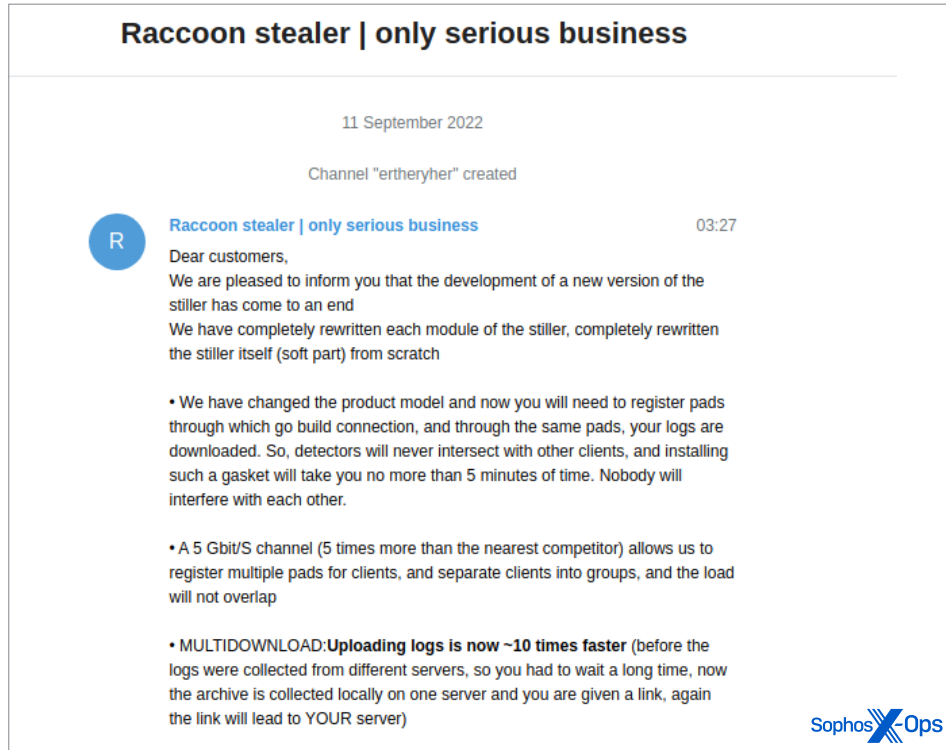 Raccoon stealer | only serious business
11 September 2022
Channel "ertheryher" created
R
Raccoon stealer | only serious business 03:27
Dear customers,
We are pleased to inform you that the development of a new version of the
stiller has come to an end
We have completely rewritten each module of the stiller, completely rewritten
the stiller itself (soft part) from scratch
• We have changed the product model and now you will need to register pads
through which go build connection, and through the same pads, your logs are
downloaded. So, detectors will never intersect with other clients, and installing
such a gasket will take you no more than 5 minutes of time. Nobody will
interfere with each other.
• A 5 Gbit/S channel (5 times more than the nearest competitor) allows us to
register multiple pads for clients, and separate clients into groups, and the load
will not overlap
• MULTIDOWNLOAD:Uploading logs is now ~10 times faster (before the
logs were collected from different servers, so you had to wait a long time, now
the archive is collected locally on one server and you are given a link, again
the link will lead to YOUR server)
Sophos X-Ops